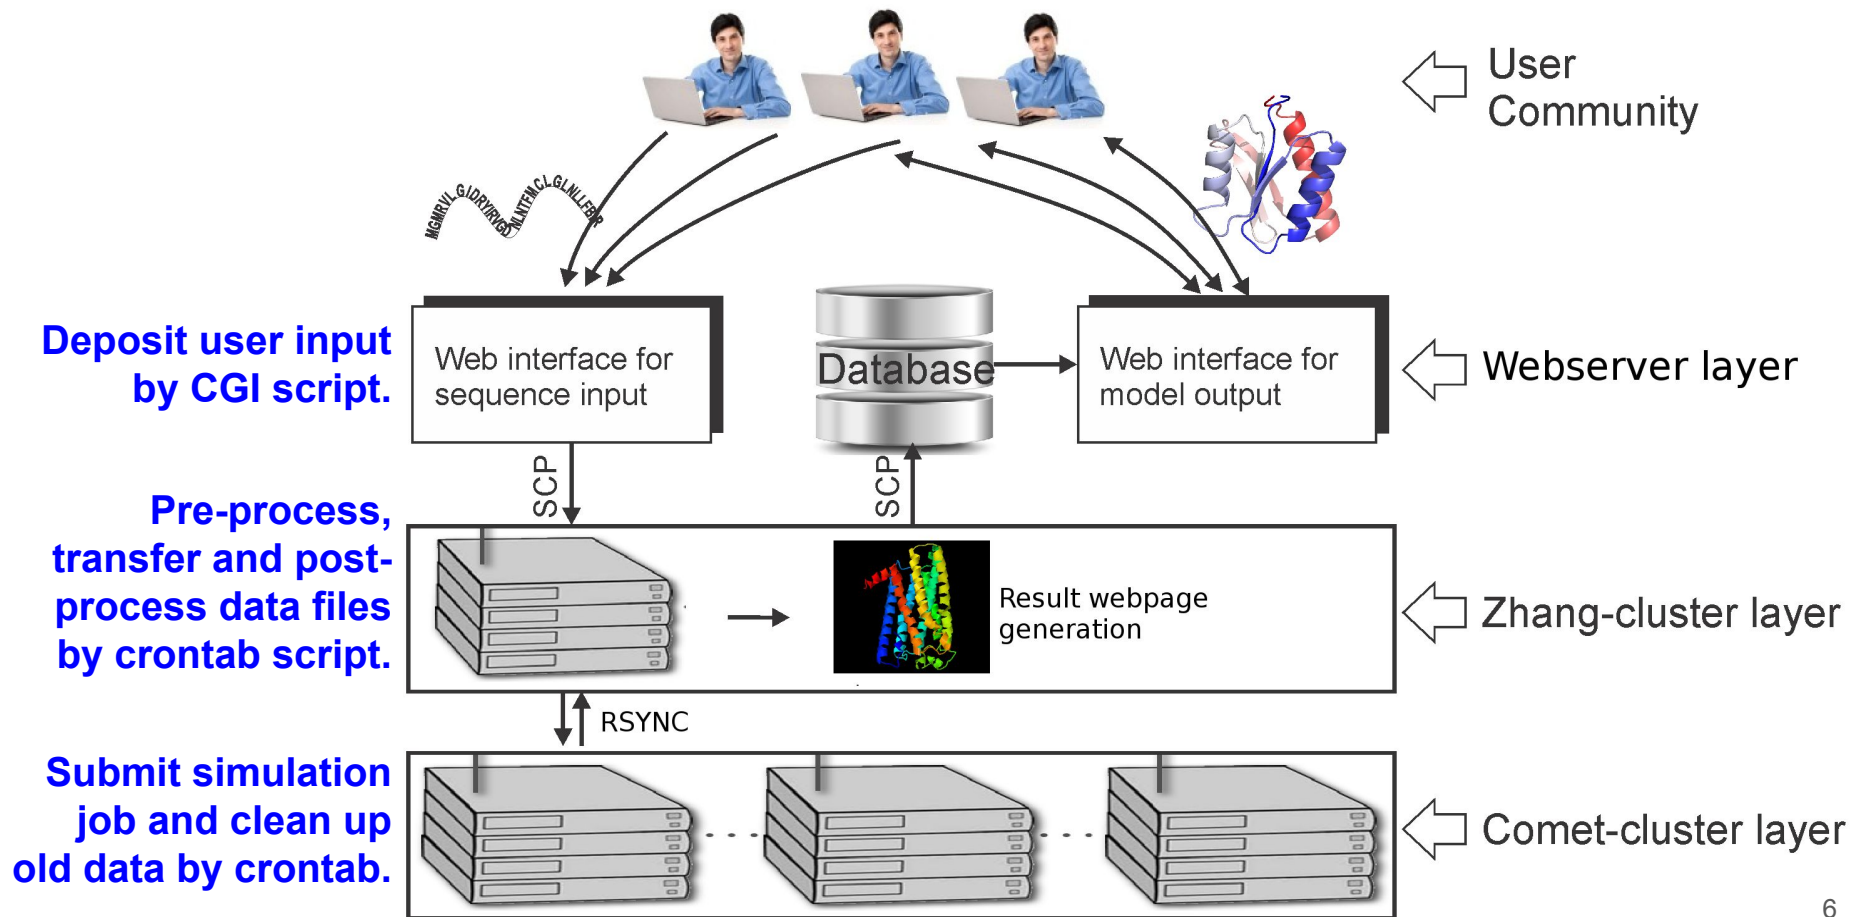 User
Community
MGMRVLGIDRYIRVGDNLNTFMCLGLNLLFBIR
Deposit user input
by CGI script.
Web interface for
sequence input
Database
Web interface for
model output
Webserver layer
SCP
SCP
Pre-process,
transfer and post-
process data files
by crontab script.
Result webpage
generation
Zhang-cluster layer
RSYNC
Submit simulation
job and clean up
old data by crontab.
Comet-cluster layer
6